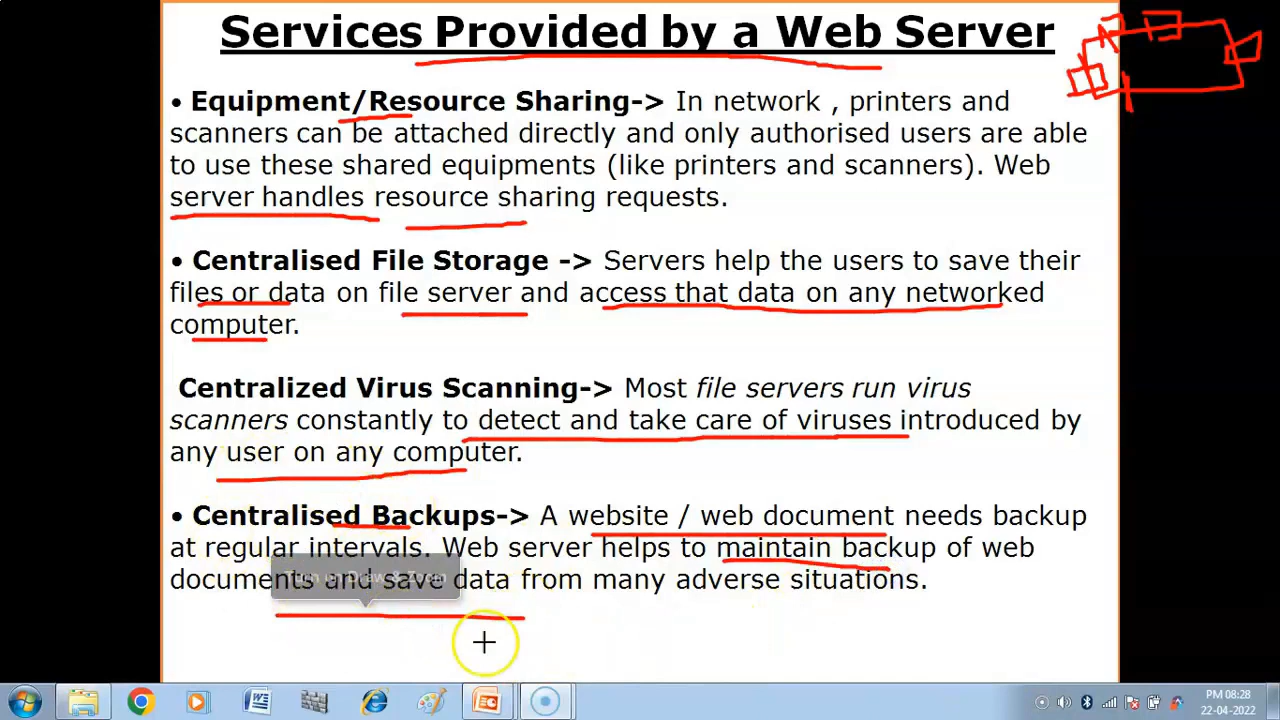 Services Provided by a Web Server
• Equipment/Resource Sharing-> In network , printers and
scanners can be attached directly and only authorised users are able
to use these shared equipments (like printers and scanners). Web
server handles resource sharing requests.
• Centralised File Storage -> Servers help the users to save their
files or data on file server and access that data on any networked
computer.
Centralized Virus Scanning-> Most file servers run virus
scanners constantly to detect and take care of viruses introduced by
any user on any computer.
• Centralised Backups-> A website / web document needs backup
at regular intervals. Web server helps to maintain backup of web
documents and save data from many adverse situations.
Turn on Draw & Zoom
PM 08:28
22-04-2022